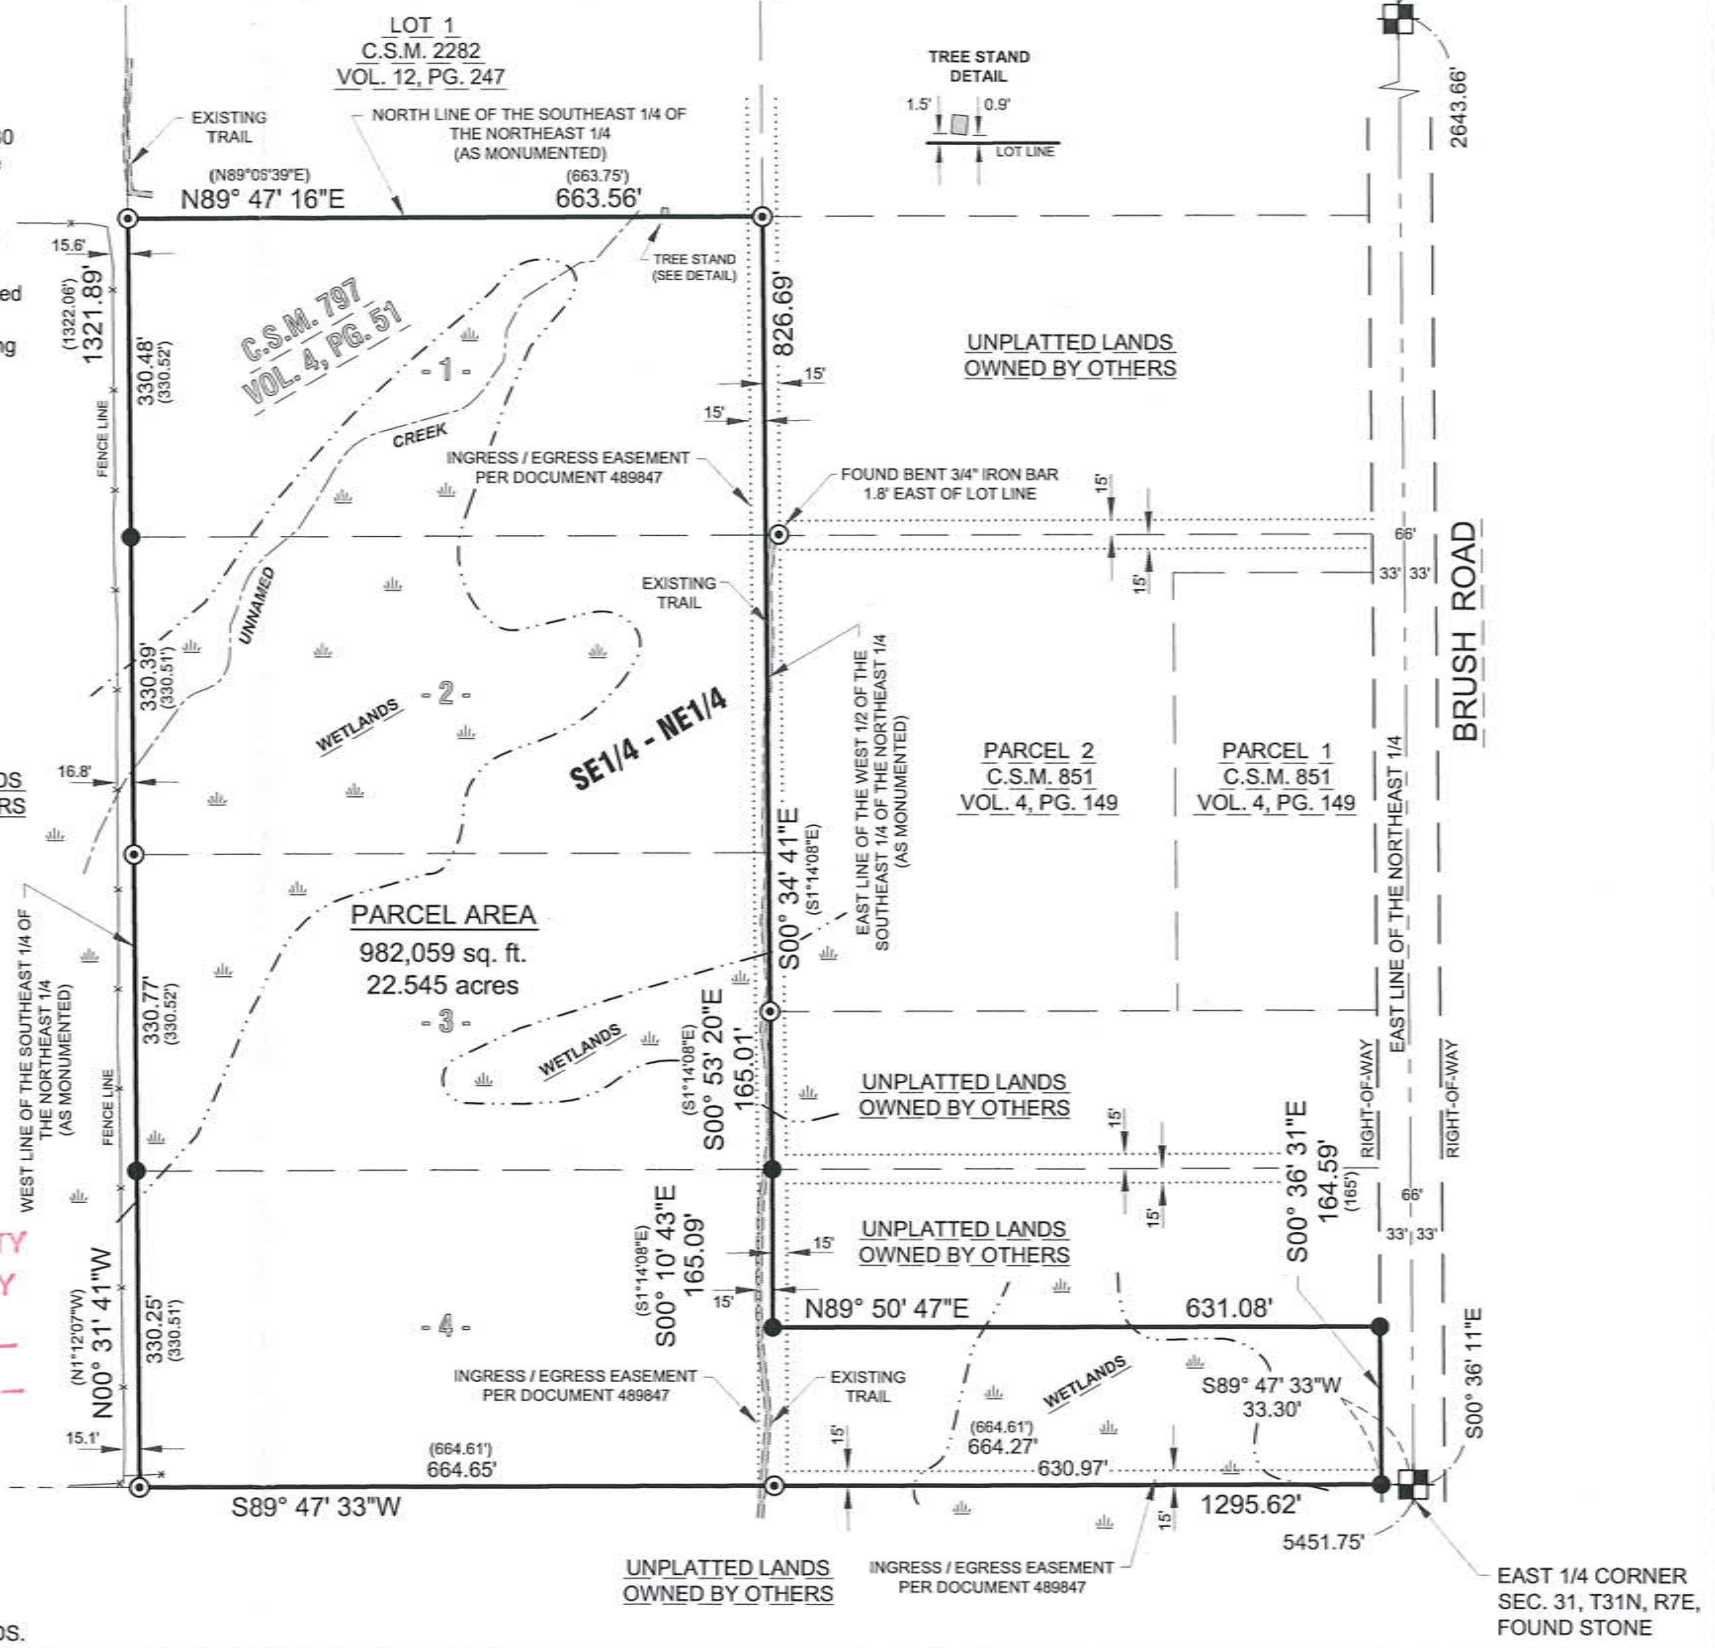 LOT 1
C.S.M. 2282
VOL. 12, PG. 247
TREE STAND
DETAIL
1.5'
0.9'
LOT LINE
2643.66'
EXISTING
TRAIL
NORTH LINE OF THE SOUTHEAST 1/4 OF
THE NORTHEAST 1/4
(AS MONUMENTED)
(N89°06'39"E)
N89° 47' 16"E
(663.75')
663.56'
15.6'
TREE STAND
(SEE DETAIL)
ed
ng
(1322.06')
1321.89'
330.48'
(330.52')
C.S.M. 797
VOL. 4, PG. 51
- 1 -
CREEK
826.69'
15'
15'
UNPLATTED LANDS
OWNED BY OTHERS
FENCE LINE
INGRESS / EGRESS EASEMENT
PER DOCUMENT 489847
FOUND BENT 3/4" IRON BAR
1.8' EAST OF LOT LINE
15'
15'
66'
33' 33'
BRUSH ROAD
UNNAMED
EXISTING
TRAIL
330.39'
(330.51')
- 2 -
WETLANDS
SE1/4 - NE1/4
EAST LINE OF THE WEST 1/2 OF THE
SOUTHEAST 1/4 OF THE NORTHEAST 1/4
(AS MONUMENTED)
PARCEL 2
C.S.M. 851
VOL. 4, PG. 149
PARCEL 1
C.S.M. 851
VOL. 4, PG. 149
EAST LINE OF THE NORTHEAST 1/4
DS
RS
16.8'
S00° 34' 41"E
(S1°14'08"E)
WEST LINE OF THE SOUTHEAST 1/4 OF
THE NORTHEAST 1/4
(AS MONUMENTED)
PARCEL AREA
982,059 sq. ft.
22.545 acres
330.77'
(330.52')
- 3 -
WETLANDS
(S1°14'08"E)
S00° 53' 20"E
165.01'
FENCE LINE
UNPLATTED LANDS
OWNED BY OTHERS
15'
15'
RIGHT-OF-WAY
RIGHT-OF-WAY
S00° 36' 31"E
164.59'
(165')
66'
33' 33'
TY
Y
(S1°14'08"E)
S00° 10' 43"E
165.09'
15'
15'
UNPLATTED LANDS
OWNED BY OTHERS
(N1°12'07"W)
N00° 31' 41"W
330.25'
(330.51')
- 4 -
N89° 50' 47"E
631.08'
S00° 36' 11"E
INGRESS / EGRESS EASEMENT
PER DOCUMENT 489847
EXISTING
TRAIL
WETLANDS
S89° 47' 33"W
33.30'
15.1'
(664.61')
664.65'
S89° 47' 33"W
15'
(664.61')
664.27'
630.97'
15'
1295.62'
5451.75'
UNPLATTED LANDS
OWNED BY OTHERS
INGRESS / EGRESS EASEMENT
PER DOCUMENT 489847
EAST 1/4 CORNER
SEC. 31, T31N, R7E,
FOUND STONE
DS.